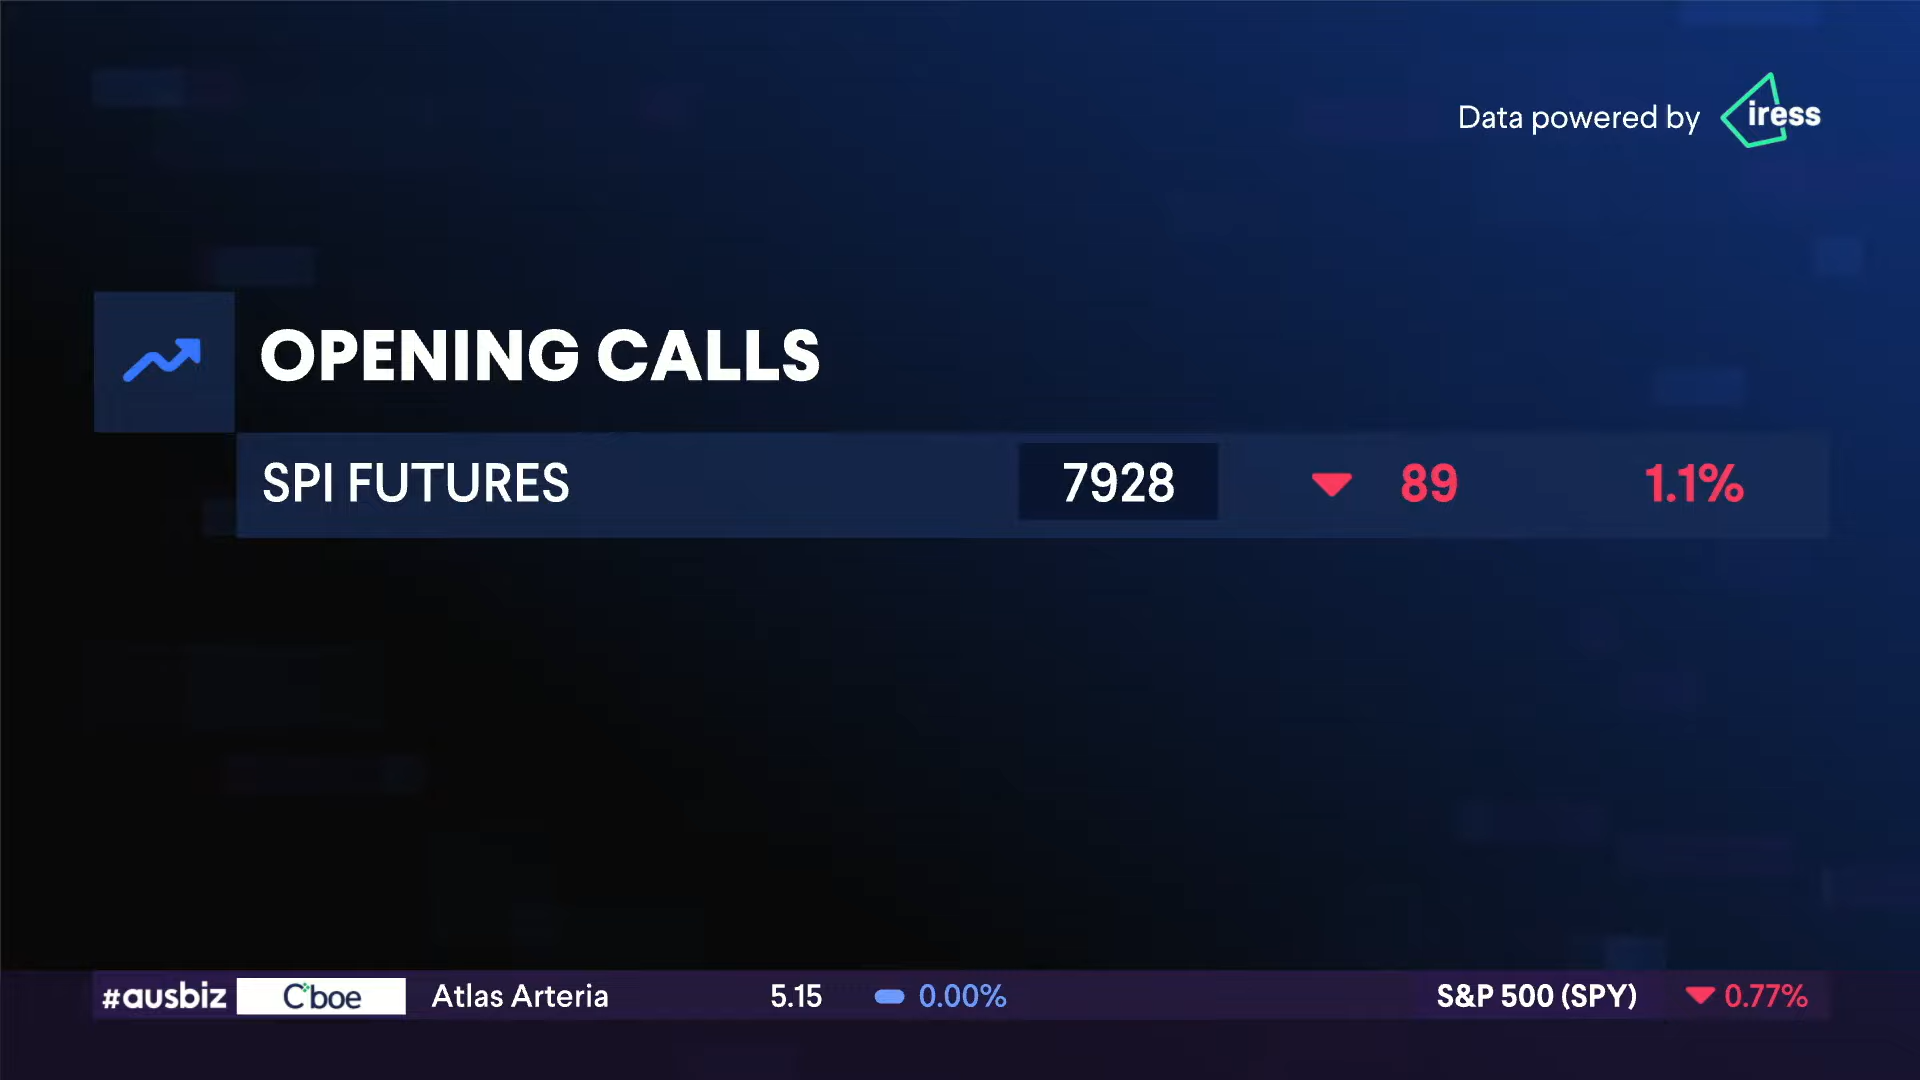 Data powered by iress
OPENING CALLS
SPI FUTURES 7928 89 1.1%
#ausbiz Cboe Atlas Arteria 5.15 0.00% S&P 500 (SPY) 0.77%